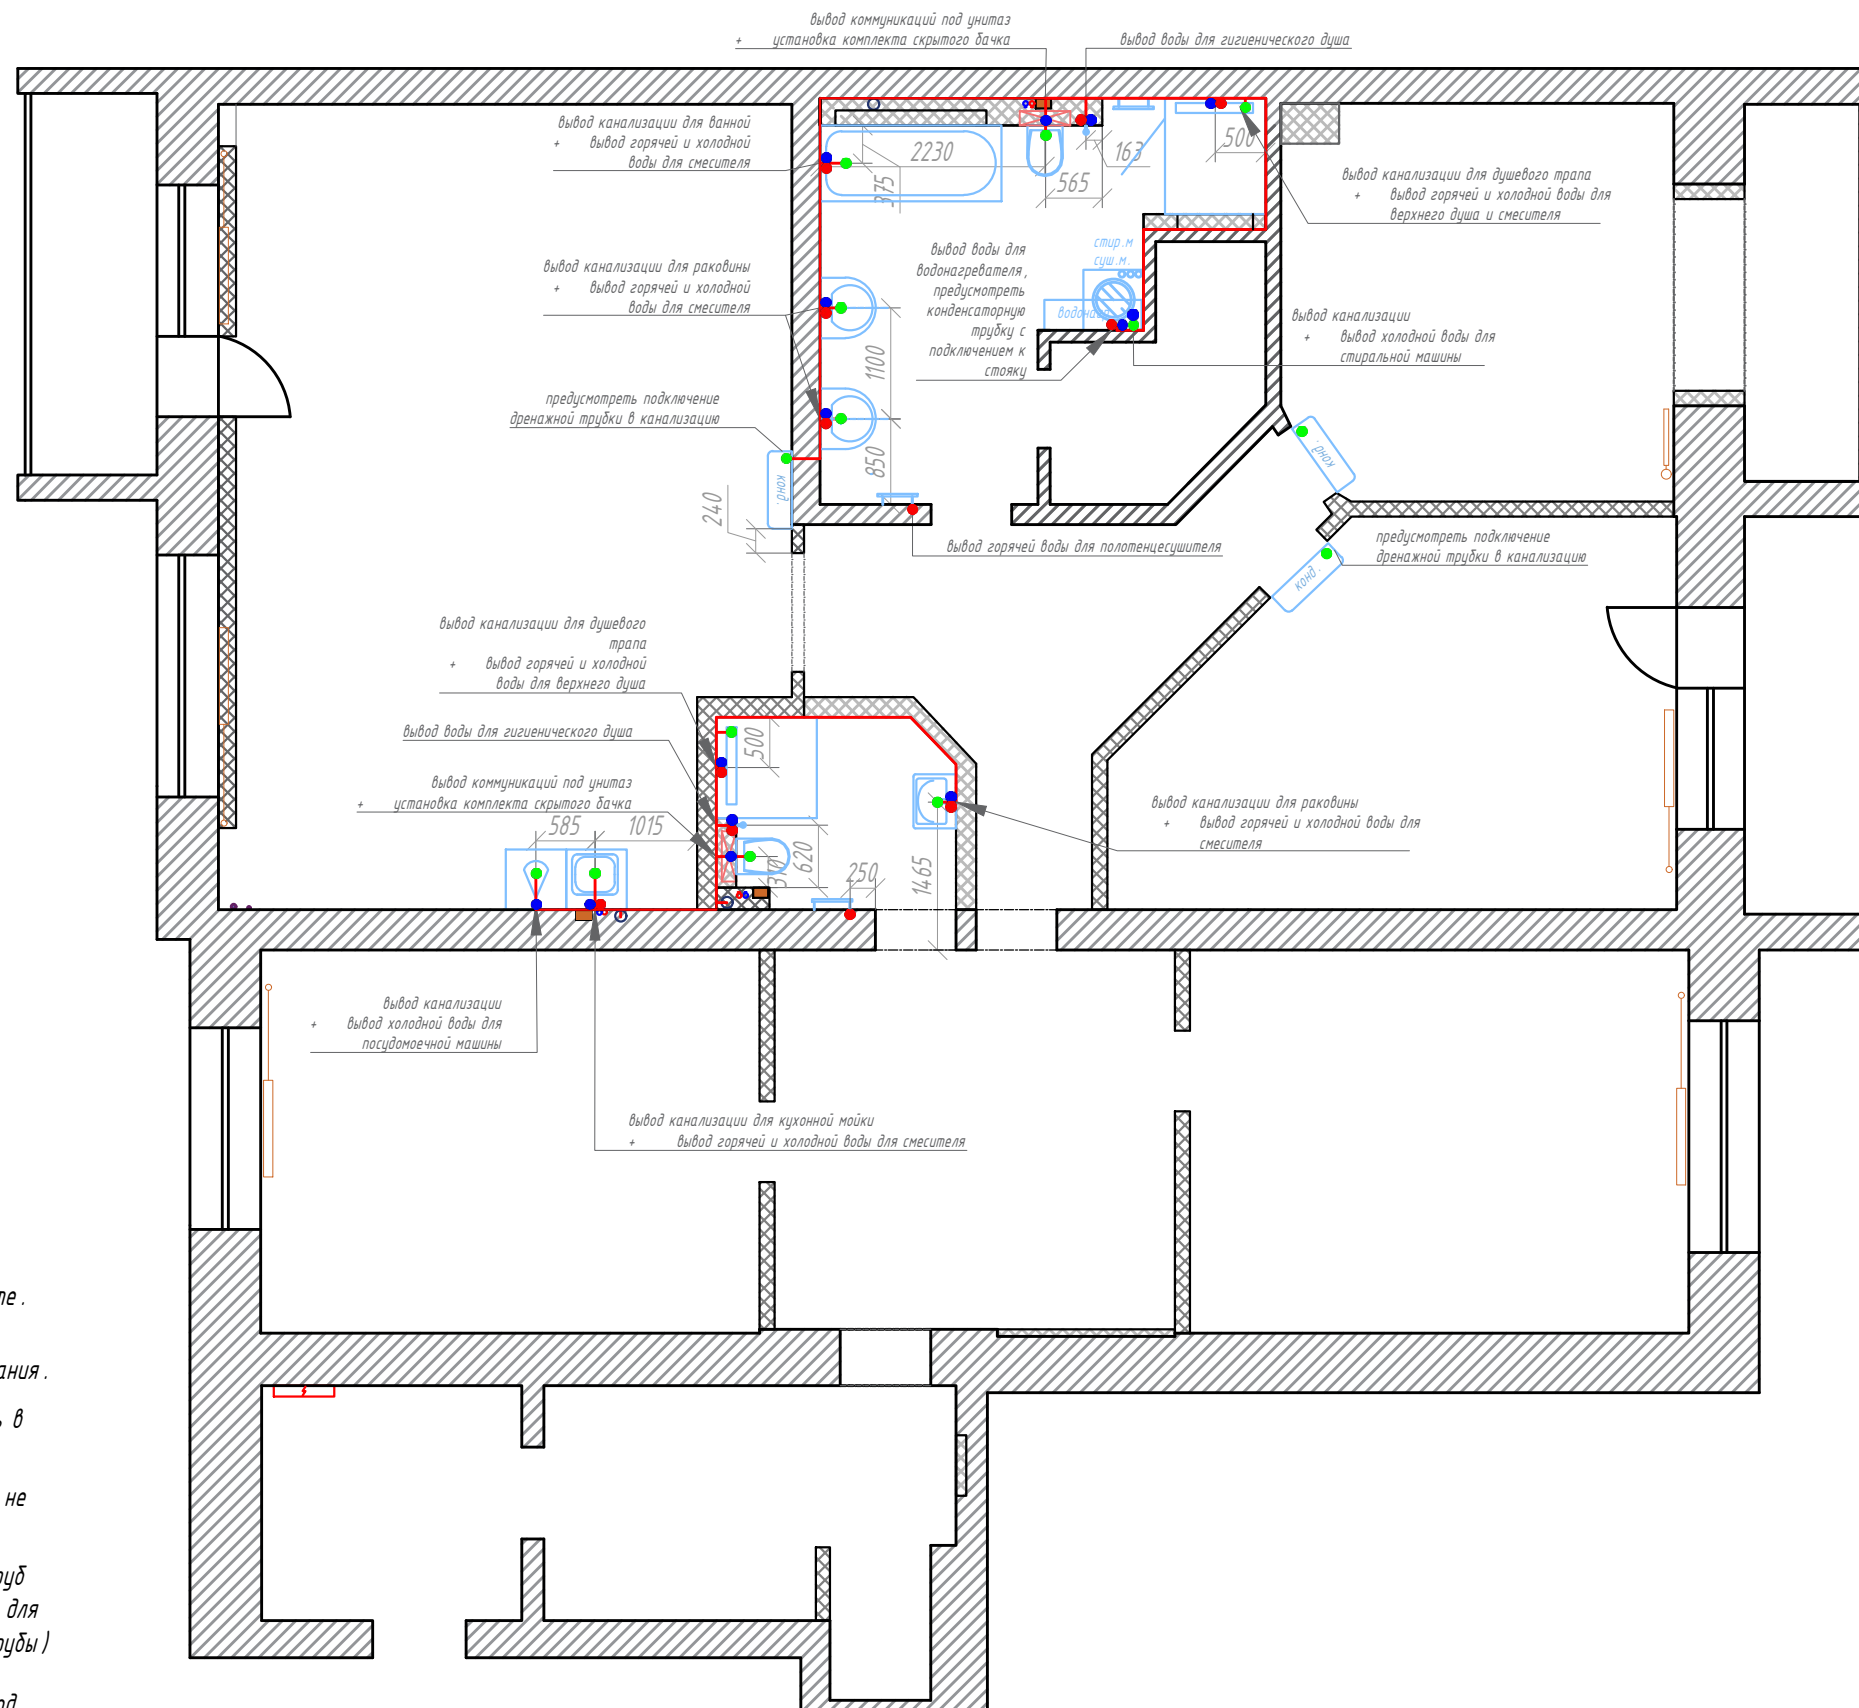 вывод коммуникаций под унитаз
+ установка комплекта скрытого бачка
вывод воды для гигиенического душа
вывод канализации для ванной
+ вывод горячей и холодной
воды для смесителя
2230
375
565
163
500
вывод канализации для душевого трапа
+ вывод горячей и холодной воды для
верхнего душа и смесителя
вывод канализации для раковины
+ вывод горячей и холодной
воды для смесителя
вывод воды для
водонагревателя,
предусмотреть
конденсаторную
трубку с
подключением к
стояку
стир.м
суш.м.
вывод канализации
+ вывод холодной воды для
стиральной машины
1100
850
предусмотреть подключение
дренажной трубки в канализацию
конд.
240
конд.
вывод горячей воды для полотенцесушителя
предусмотреть подключение
дренажной трубки в канализацию
конд.
вывод канализации для душевого
трапа
+ вывод горячей и холодной
воды для верхнего душа
вывод воды для гигиенического душа
вывод коммуникаций под унитаз
+ установка комплекта скрытого бачка
500
585
1015
620
370
250
1465
вывод канализации для раковины
+ вывод горячей и холодной воды для
смесителя
вывод канализации
+ вывод холодной воды для
посудомоечной машины
вывод канализации для кухонной мойки
+ вывод горячей и холодной воды для смесителя
в
не
для